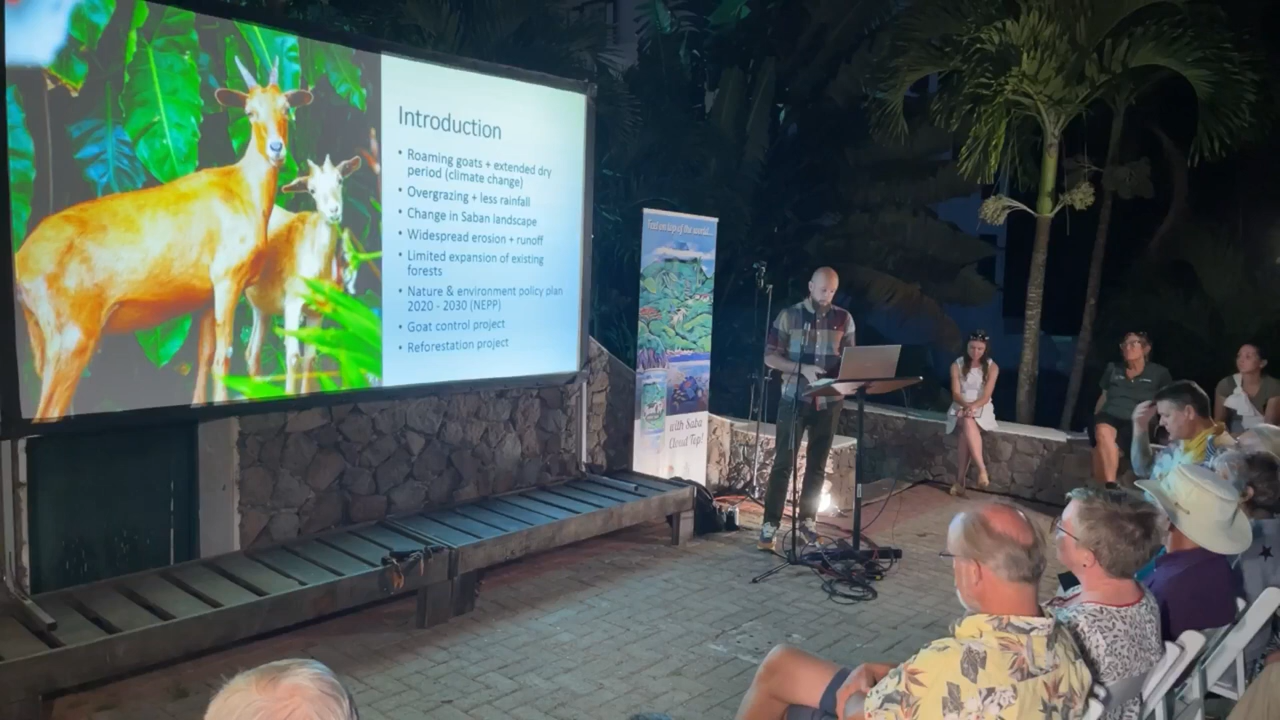 Introduction
• Roaming goats + extended dry
period (climate change)
• Overgrazing + less rainfall
• Change in Saban landscape
• Widespread erosion + runoff
• Limited expansion of existing
forests
• Nature & environment policy plan
2020 - 2030 (NEPP)
• Goat control project
• Reforestation project
Feel on top of the world...
with Saba
Cloud Top!